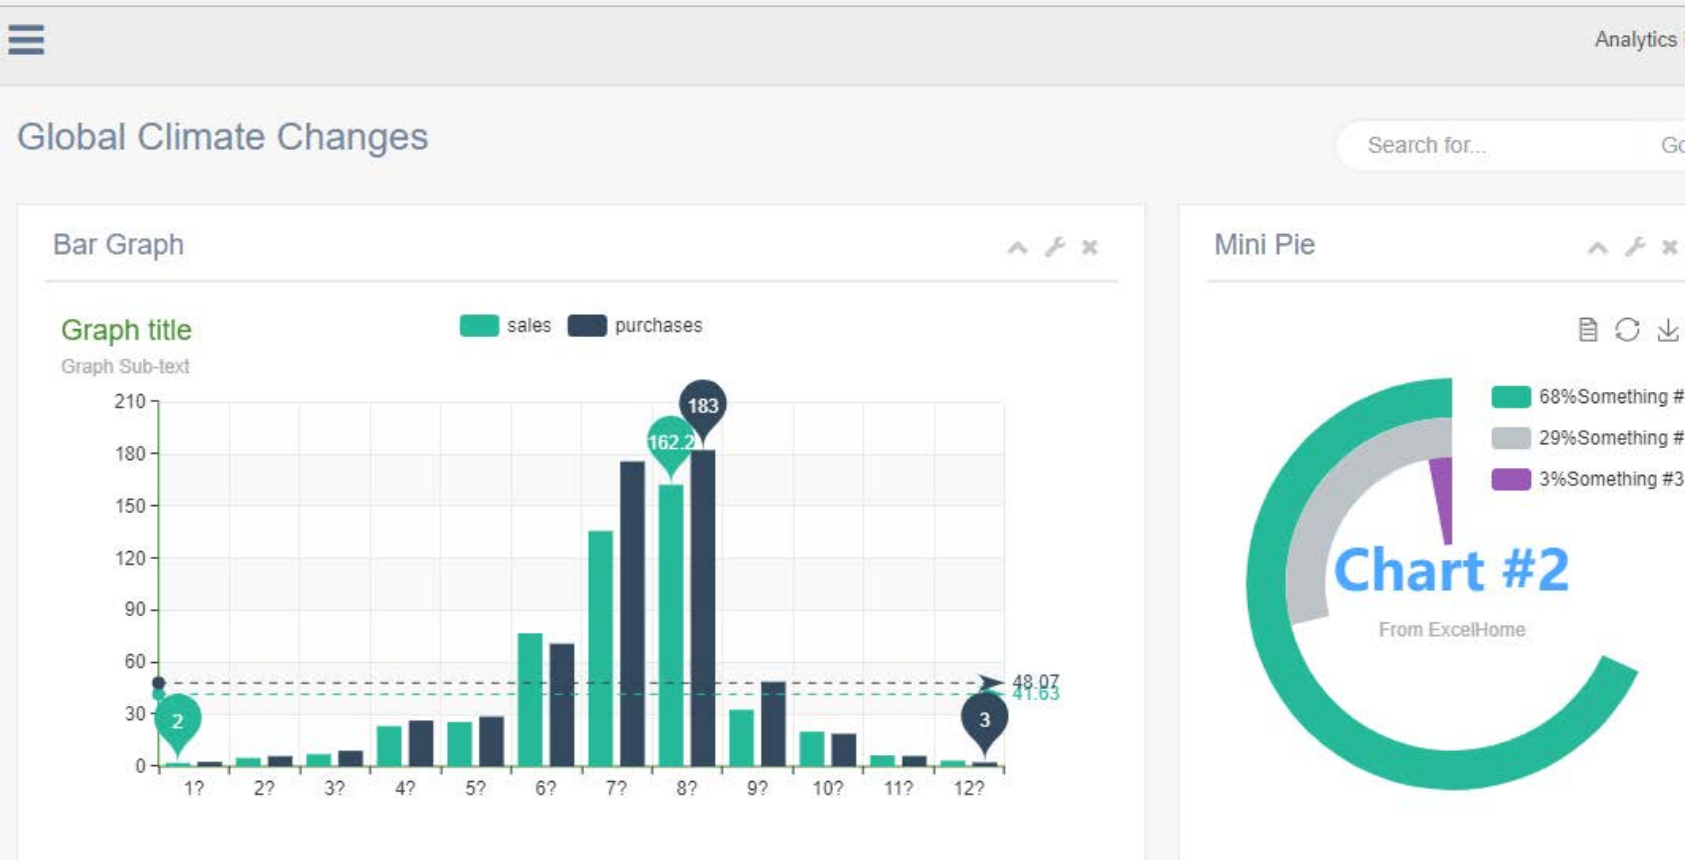 Analytics
Global Climate Changes
Search for...
Bar Graph
Mini Pie
Graph title
Graph Sub-text
sales
purchases
210
180
150
120
90
60
30
0
183
162.2
2
3
48.07
41.63
1?
2?
3?
4?
5?
6?
7?
8?
9?
10?
11?
12?
68%Something #
29%Something #
3%Something #3
Chart #2
From ExcelHome